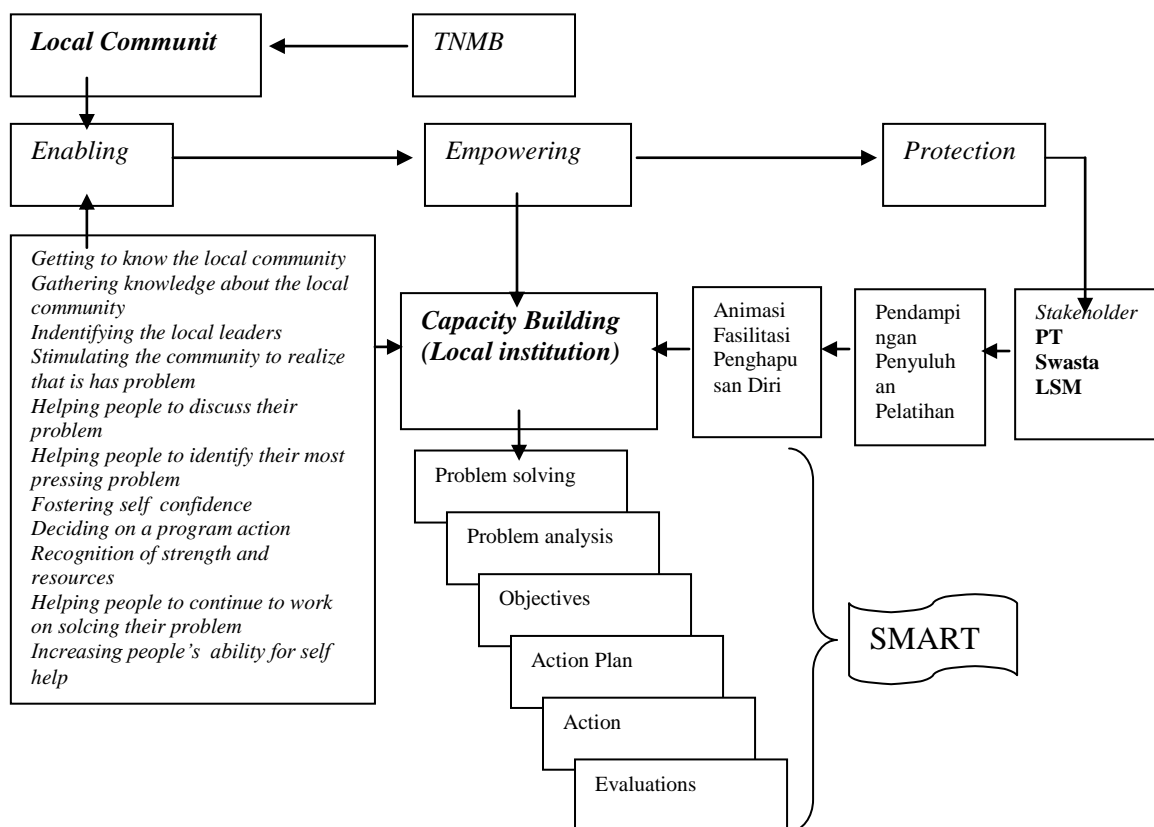 Local Communit
TNMB
Enabling
Empowering
Protection
Getting to know the local community
Gathering knowledge about the local
community
Indentifying the local leaders
Stimulating the community to realize
that is has problem
Helping people to discuss their
problem
Helping people to identify their most
pressing problem
Fostering self confidence
Deciding on a program action
Recognition of strength and
resources
Helping people to continue to work
on solcing their problem
Increasing people’s ability for self
help
Capacity Building
(Local institution)
Animasi
Fasilitasi
Penghapu
san Diri
Pendampi
ngan
Penyuluh
an
Pelatihan
Stakeholder
PT
Swasta
LSM
Problem solving
Problem analysis
Objectives
Action Plan
Action
Evaluations
SMART